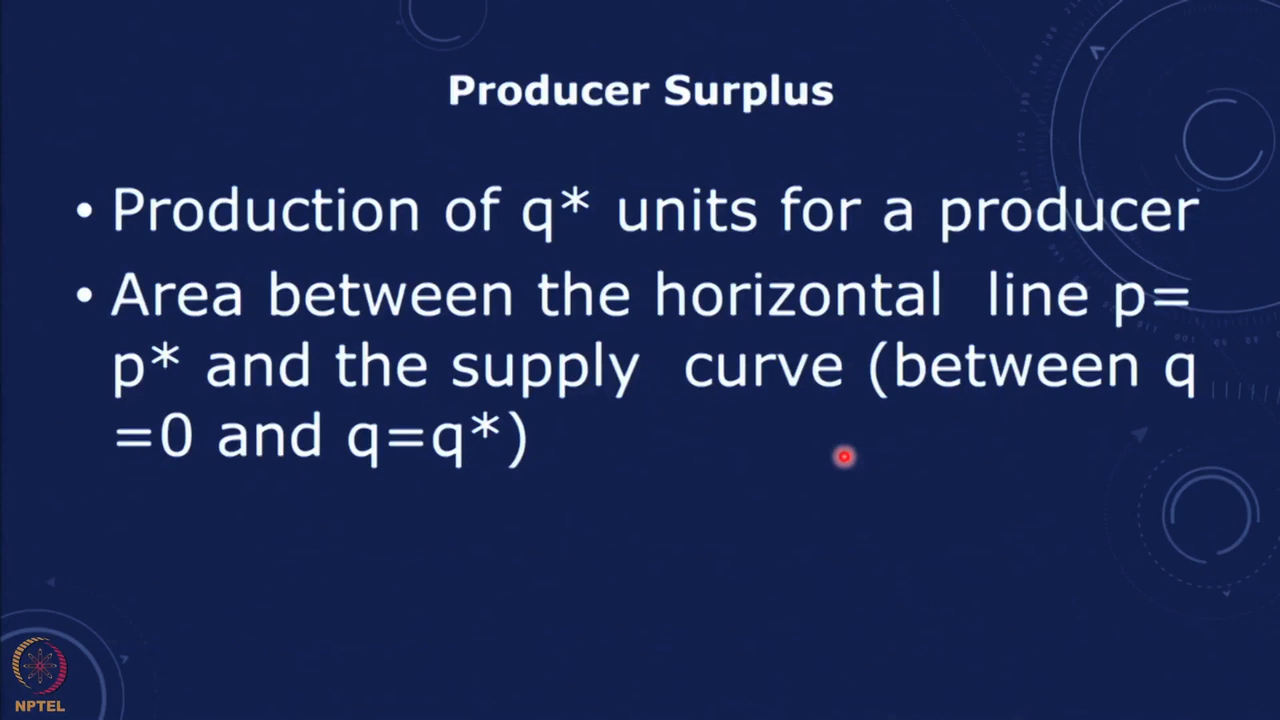 Producer Surplus
• Production of q* units for a producer
• Area between the horizontal line p=
p* and the supply curve (between q
=0 and q=q*)
NPTEL